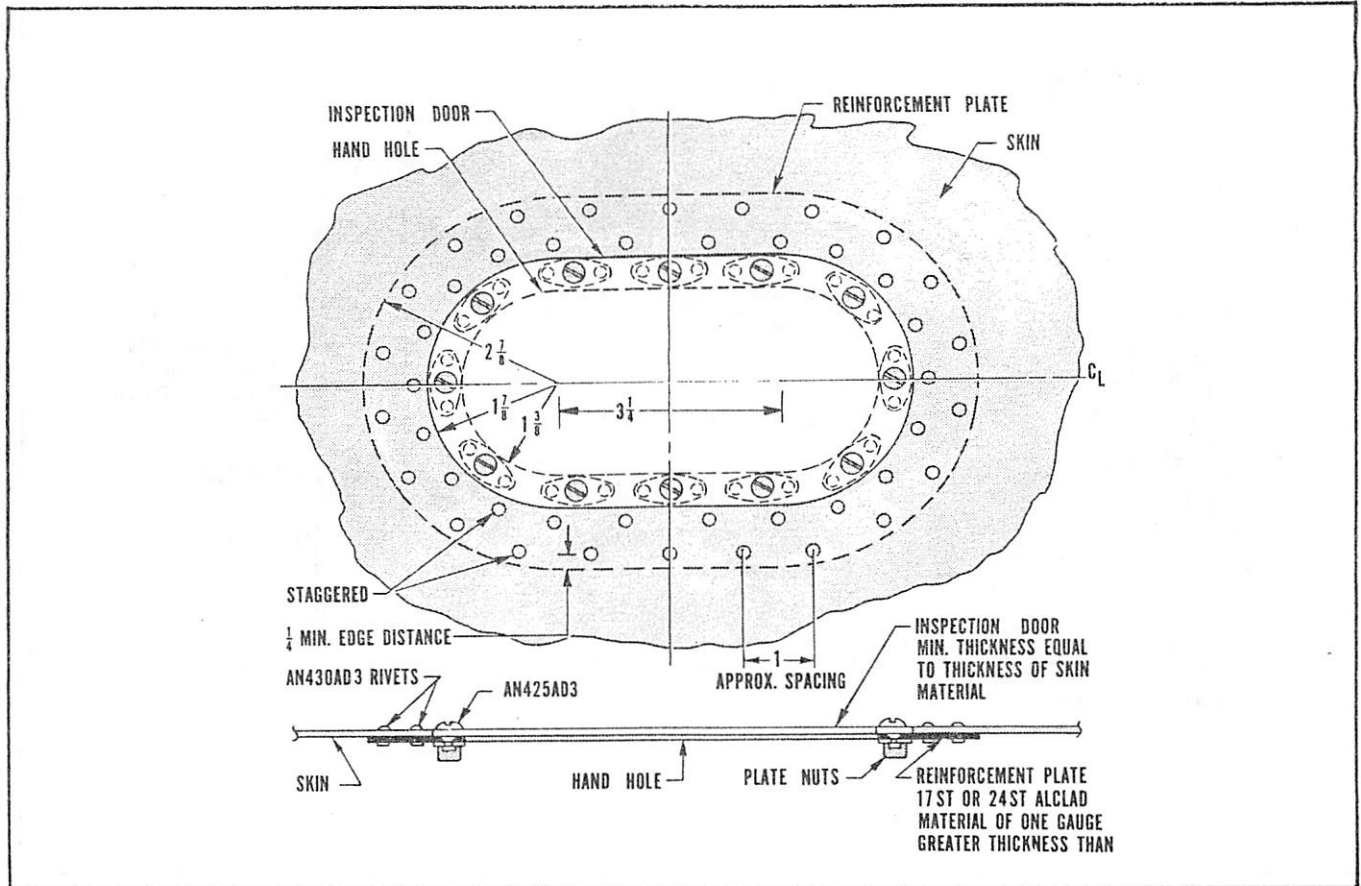 INSPECTION DOOR
HAND HOLE
REINFORCEMENT PLATE
SKIN
2 7/8
C L
1 7/8
1 3/8
3 1/4
STAGGERED
1/4 MIN. EDGE DISTANCE
AN430AD3 RIVETS
AN425AD3
1
APPROX. SPACING
INSPECTION DOOR
MIN. THICKNESS EQUAL
TO THICKNESS OF SKIN
MATERIAL
SKIN
HAND HOLE
PLATE NUTS
REINFORCEMENT PLATE
17ST OR 24ST ALCLAD
MATERIAL OF ONE GAUGE
GREATER THICKNESS THAN